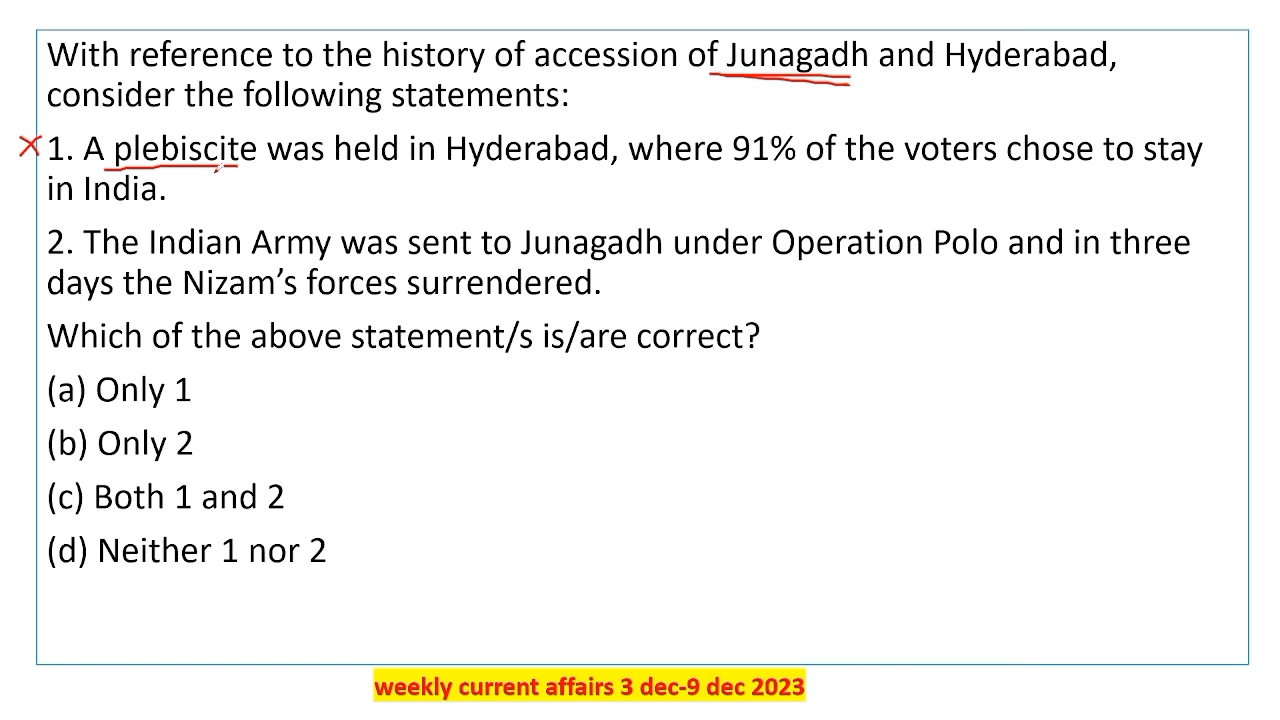 With reference to the history of accession of Junagadh and Hyderabad,
consider the following statements:
1. A plebiscite was held in Hyderabad, where 91% of the voters chose to stay
in India.
2. The Indian Army was sent to Junagadh under Operation Polo and in three
days the Nizam’s forces surrendered.
Which of the above statement/s is/are correct?
(a) Only 1
(b) Only 2
(c) Both 1 and 2
(d) Neither 1 nor 2
weekly current affairs 3 dec-9 dec 2023